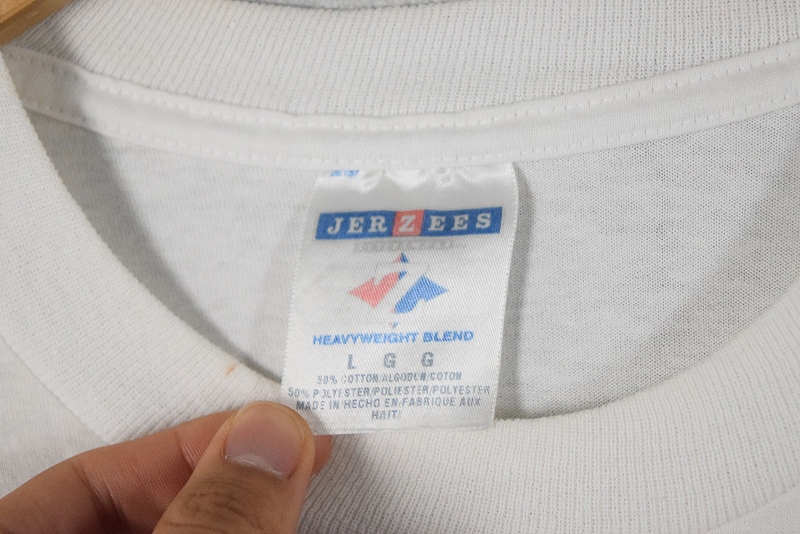 JERZEES
HEAVYWEIGHT BLEND
L G G
50% COTTON/ALGODON/COTON
50% POLYESTER/POLIESTER/POLYESTER
MADE IN/HECHO EN/FABRIQUE AUX
HAITI